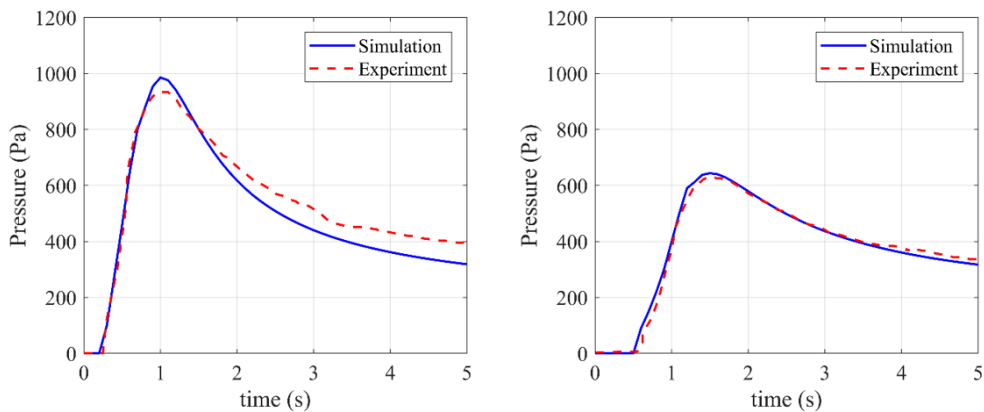 1200
1000
800
600
400
200
0
Pressure (Pa)
Simulation
Experiment
0 1 2 3 4 5
time (s)
1200
1000
800
600
400
200
0
Pressure (Pa)
Simulation
Experiment
0 1 2 3 4 5
time (s)